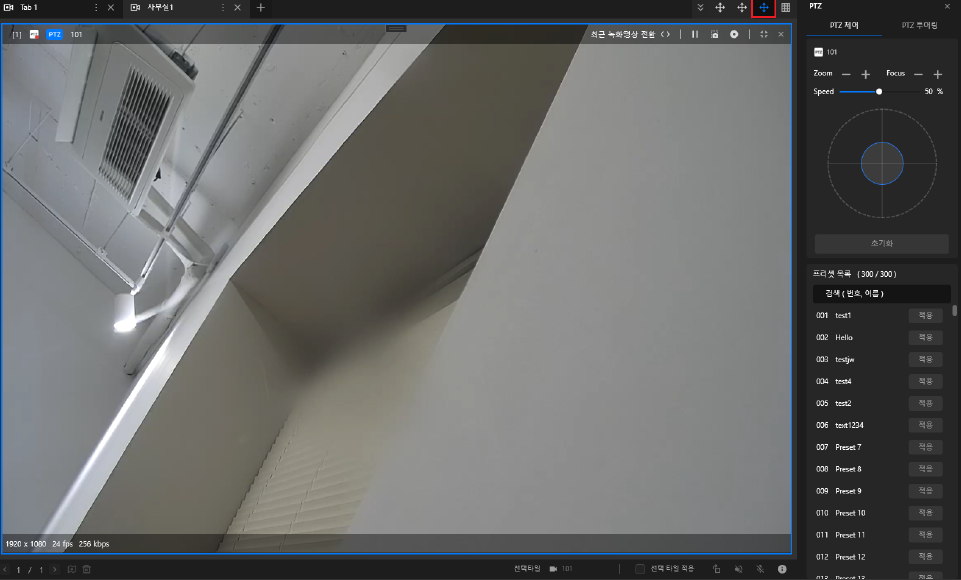 Tab 1
사무실1
PTZ
PTZ 제어
PTZ 투어링
[1] PTZ 101
최근 녹화영상 전환
101
Zoom
Focus
Speed
50 %
초기화
프리셋 목록 ( 300 / 300 )
검색 ( 번호, 이름 )
001 test1 적용
002 Hello 적용
003 testjw 적용
004 test4 적용
005 test2 적용
006 text1234 적용
007 Preset 7 적용
008 Preset 8 적용
009 Preset 9 적용
010 Preset 10 적용
011 Preset 11 적용
012 Preset 12 적용
013 Preset 13 적용
1920 x 1080 24 fps 256 kbps
1 / 1
선택타일 101
선택 타일 적용